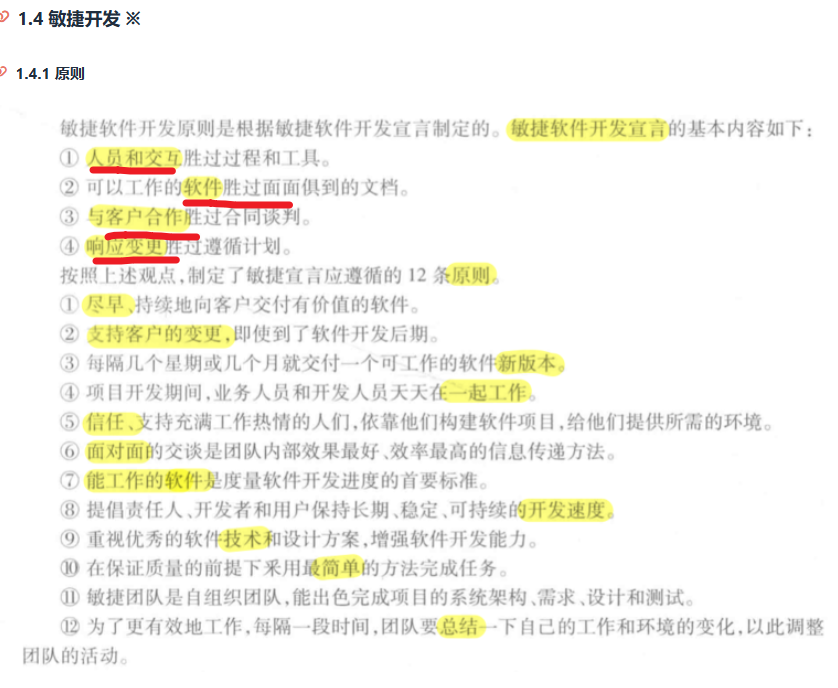 1.4 敏捷开发 ※
1.4.1 原则
敏捷软件开发原则是根据敏捷软件开发宣言制定的。敏捷软件开发宣言的基本内容如下：
① 人员和交互胜过过程和工具。
② 可以工作的软件胜过面面俱到的文档。
③ 与客户合作胜过合同谈判。
④ 响应变更胜过遵循计划。
按照上述观点,制定了敏捷宣言应遵循的 12 条原则。
① 尽早、持续地向客户交付有价值的软件。
② 支持客户的变更,即使到了软件开发后期。
③ 每隔几个星期或几个月就交付一个可工作的软件新版本。
④ 项目开发期间,业务人员和开发人员天天在一起工作。
⑤ 信任、支持充满工作热情的人们,依靠他们构建软件项目,给他们提供所需的环境。
⑥ 面对面的交谈是团队内部效果最好、效率最高的信息传递方法。
⑦ 能工作的软件是度量软件开发进度的首要标准。
⑧ 提倡责任人、开发者和用户保持长期、稳定、可持续的开发速度。
⑨ 重视优秀的软件技术和设计方案,增强软件开发能力。
⑩ 在保证质量的前提下采用最简单的方法完成任务。
⑪ 敏捷团队是自组织团队,能出色完成项目的系统架构、需求、设计和测试。
⑫ 为了更有效地工作,每隔一段时间,团队要总结一下自己的工作和环境的变化,以此调整
团队的活动。